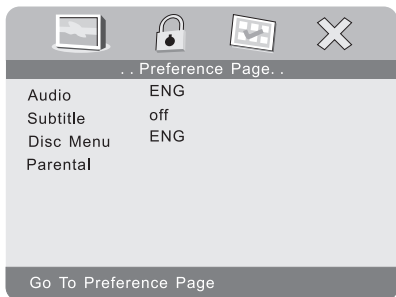 . . Preference Page. .
Audio ENG
Subtitle off
Disc Menu ENG
Parental
Go To Preference Page